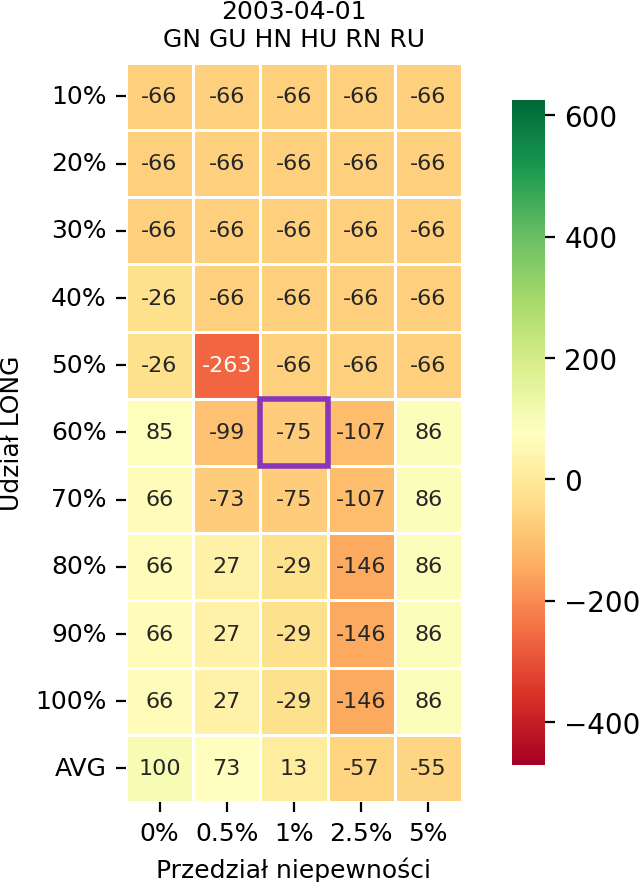 2003-04-01
GN GU HN HU RN RU
Udział LONG
10% -66 -66 -66 -66 -66
20% -66 -66 -66 -66 -66
30% -66 -66 -66 -66 -66
40% -26 -66 -66 -66 -66
50% -26 -263 -66 -66 -66
60% 85 -99 -75 -107 86
70% 66 -73 -75 -107 86
80% 66 27 -29 -146 86
90% 66 27 -29 -146 86
100% 66 27 -29 -146 86
AVG 100 73 13 -57 -55
0% 0.5% 1% 2.5% 5%
Przedział niepewności
600
400
200
0
−200
−400